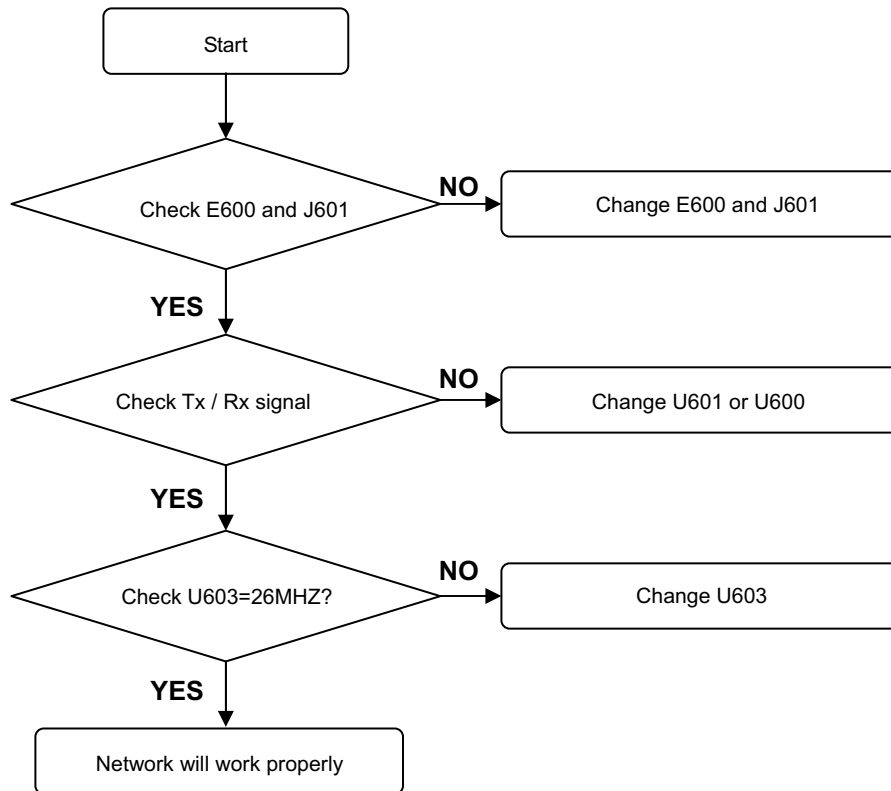 Start
Check E600 and J601
NO
Change E600 and J601
YES
Check Tx / Rx signal
NO
Change U601 or U600
YES
Check U603=26MHZ?
NO
Change U603
YES
Network will work properly